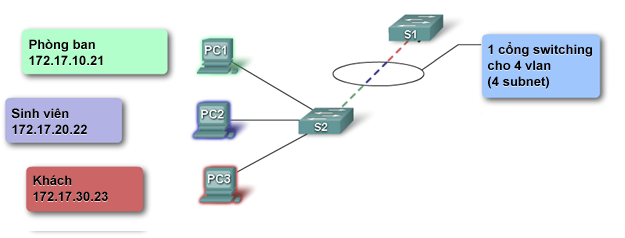 Phòng ban
172.17.10.21
PC1
S1
1 cổng switching
cho 4 vlan
(4 subnet)
Sinh viên
172.17.20.22
PC2
S2
Khách
172.17.30.23
PC3